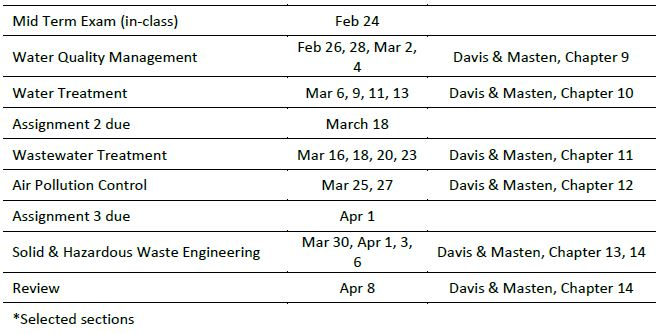 Mid Term Exam (in-class) Feb 24
Water Quality Management Feb 26, 28, Mar 2, 4 Davis & Masten, Chapter 9
Water Treatment Mar 6, 9, 11, 13 Davis & Masten, Chapter 10
Assignment 2 due March 18
Wastewater Treatment Mar 16, 18, 20, 23 Davis & Masten, Chapter 11
Air Pollution Control Mar 25, 27 Davis & Masten, Chapter 12
Assignment 3 due Apr 1
Solid & Hazardous Waste Engineering Mar 30, Apr 1, 3, 6 Davis & Masten, Chapter 13, 14
Review Apr 8 Davis & Masten, Chapter 14
*Selected sections